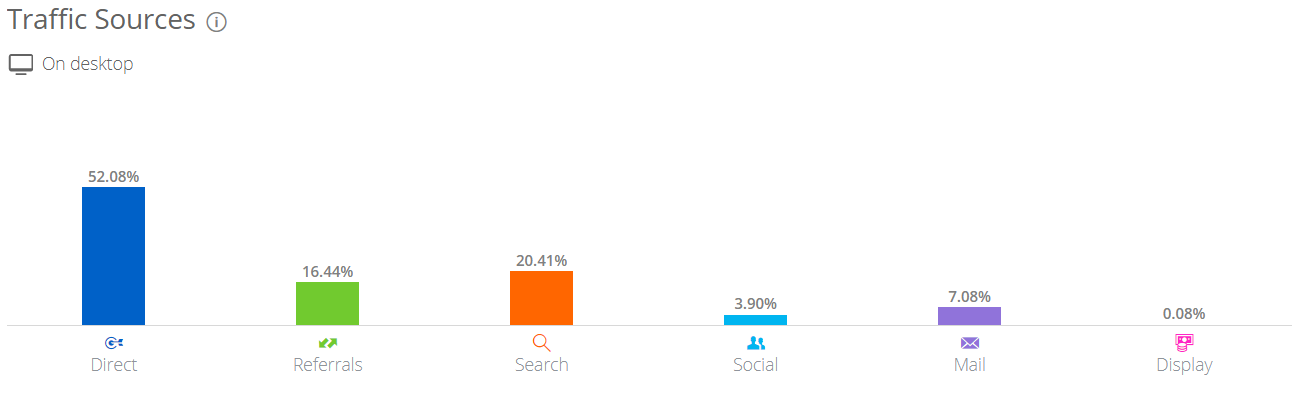 Traffic Sources
On desktop
52.08%
16.44%
20.41%
3.90%
7.08%
0.08%
Direct
Referrals
Search
Social
Mail
Display